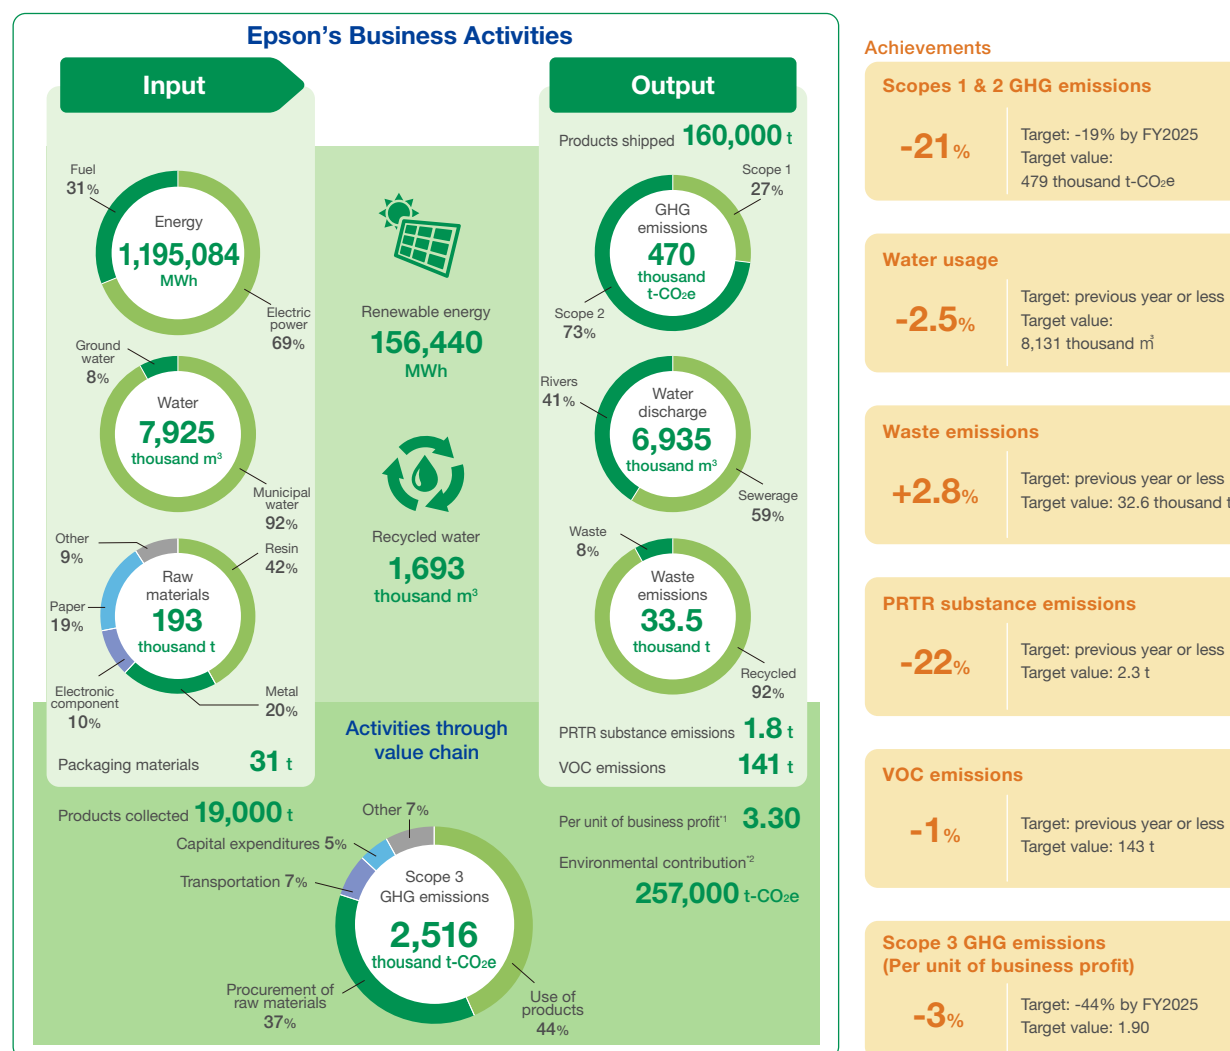 Epson's Business Activities
Input
Fuel
31%
Energy
1,195,084
MWh
Electric
power
69%
Ground
water
8%
Water
7,925
thousand m³
Municipal
water
92%
Other
9%
Resin
42%
Raw
materials
193
thousand t
Paper
19%
Electronic
component
10%
Metal
20%
Packaging materials 31 t
Products collected 19,000 t
Renewable energy
156,440
MWh
Recycled water
1,693
thousand m³
Output
Products shipped 160,000 t
Scope 1
27%
GHG
emissions
470
thousand
t-CO₂e
Scope 2
73%
Rivers
41%
Water
discharge
6,935
thousand m³
Sewerage
59%
Waste
8%
Waste
emissions
33.5
thousand t
Recycled
92%
PRTR substance emissions 1.8 t
VOC emissions 141 t
Per unit of business profit*1 3.30
Environmental contribution*2
257,000 t-CO₂e
Activities through
value chain
Other 7%
Capital expenditures 5%
Transportation 7%
Scope 3
GHG emissions
2,516
thousand t-CO₂e
Procurement of
raw materials
37%
Use of
products
44%
Achievements
Scopes 1 & 2 GHG emissions
-21%
Target: -19% by FY2025
Target value:
479 thousand t-CO₂e
Water usage
-2.5%
Target: previous year or less
Target value:
8,131 thousand ㎥
Waste emissions
+2.8%
Target: previous year or less
Target value: 32.6 thousand t
PRTR substance emissions
-22%
Target: previous year or less
Target value: 2.3 t
VOC emissions
-1%
Target: previous year or less
Target value: 143 t
Scope 3 GHG emissions
(Per unit of business profit)
-3%
Target: -44% by FY2025
Target value: 1.90